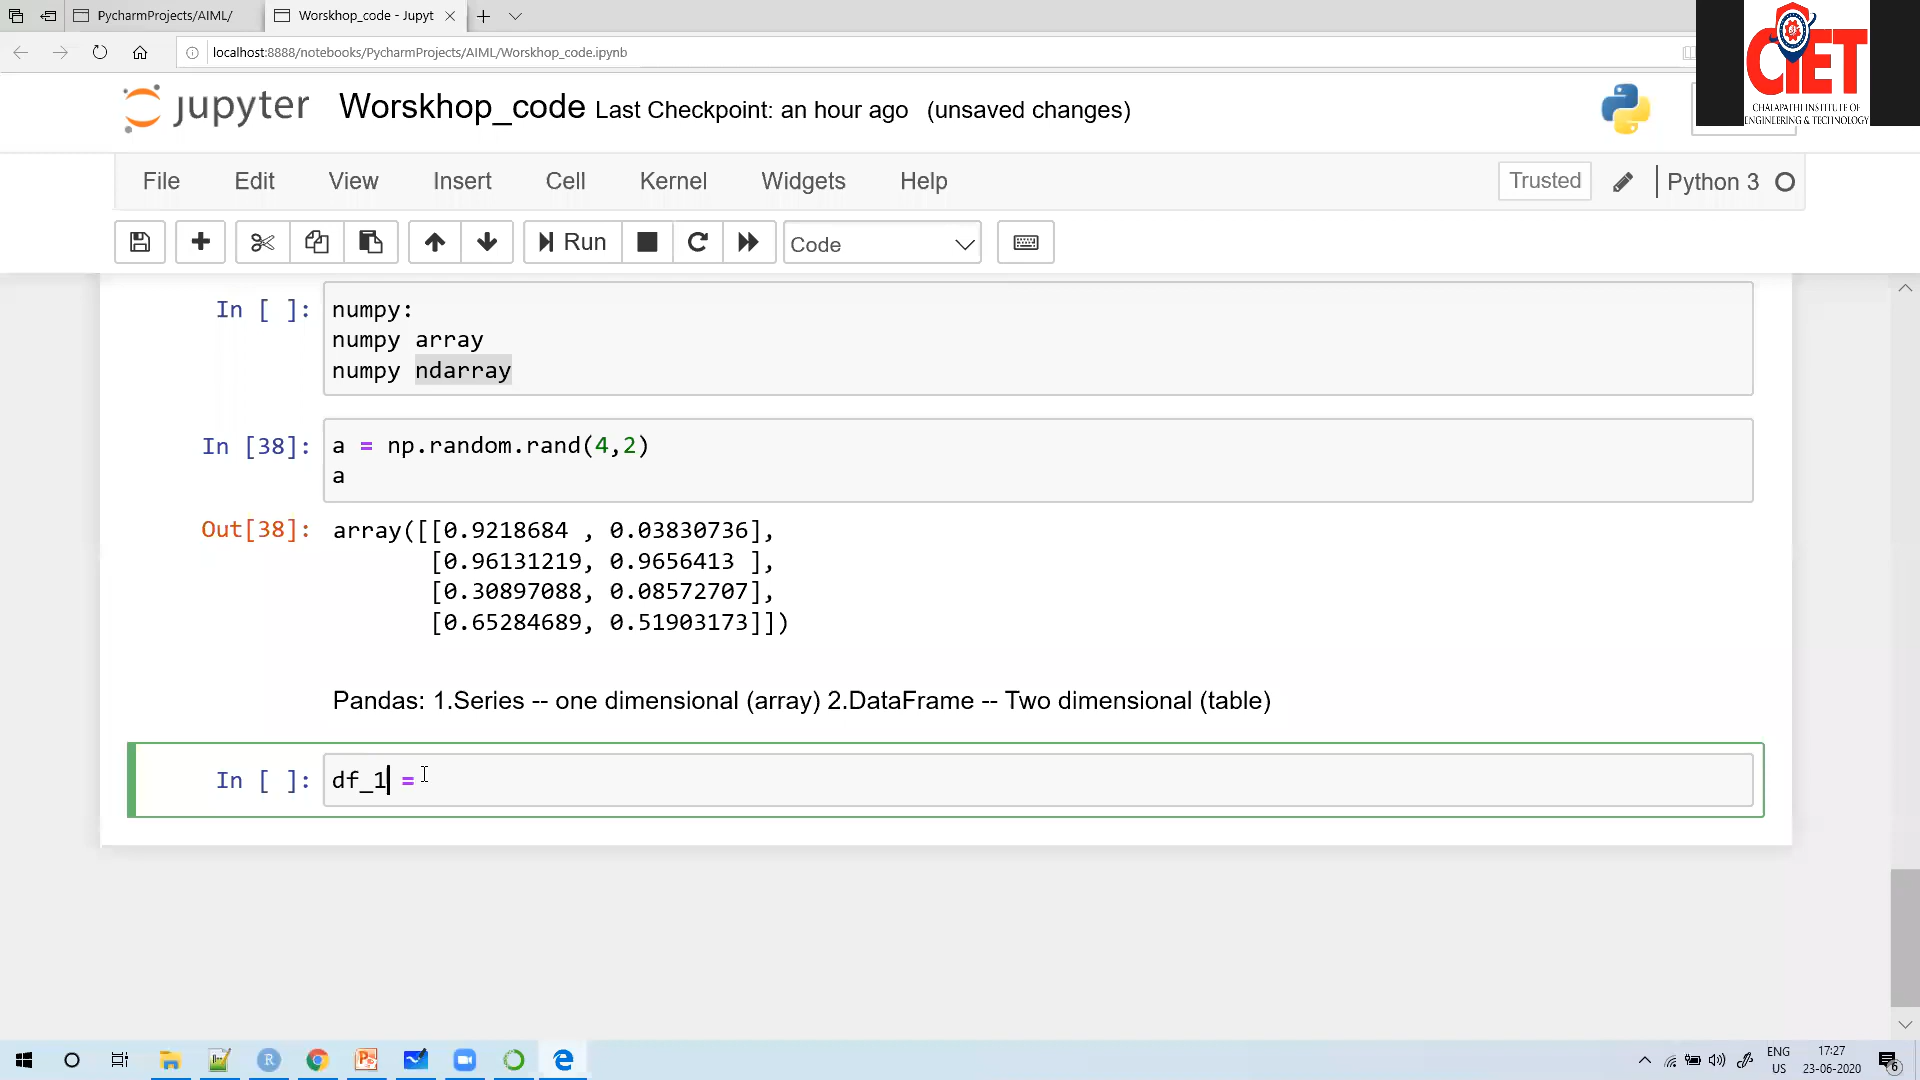 PycharmProjects/AIML/
Worskhop_code - Jupyt
localhost:8888/notebooks/PycharmProjects/AIML/Worskhop_code.ipynb
CIET
CHALAPATHI INSTITUTE OF
ENGINEERING & TECHNOLOGY
jupyter Worskhop_code Last Checkpoint: an hour ago (unsaved changes)
File Edit View Insert Cell Kernel Widgets Help
Trusted Python 3
Run Code
In [ ]: numpy:
numpy array
numpy ndarray
In [38]: a = np.random.rand(4,2)
a
Out[38]: array([[0.9218684 , 0.03830736],
[0.96131219, 0.9656413 ],
[0.30897088, 0.08572707],
[0.65284689, 0.51903173]])
Pandas: 1.Series -- one dimensional (array) 2.DataFrame -- Two dimensional (table)
In [ ]: df_1 =
ENG
US
17:27
23-06-2020
6